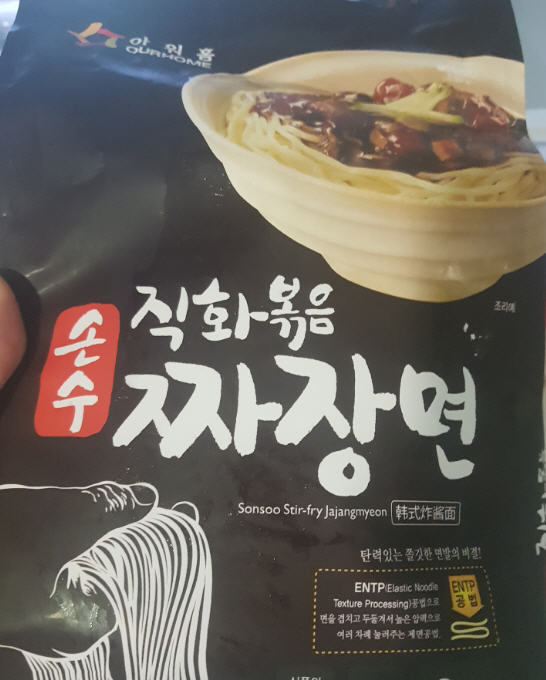 아워홈
OURHOME
조리예
손수
직화볶음
짜장면
Sonsoo Stir-fry Jajangmyeon 韩式炸酱面
탄력있는 쫄깃한 면발의 비결!
ENTP(Elastic Noodle
Texture Processing)공법으로
면을 겹치고 두들겨서 높은 압력으로
여러 차례 눌러주는 제면공법.
ENTP
공법